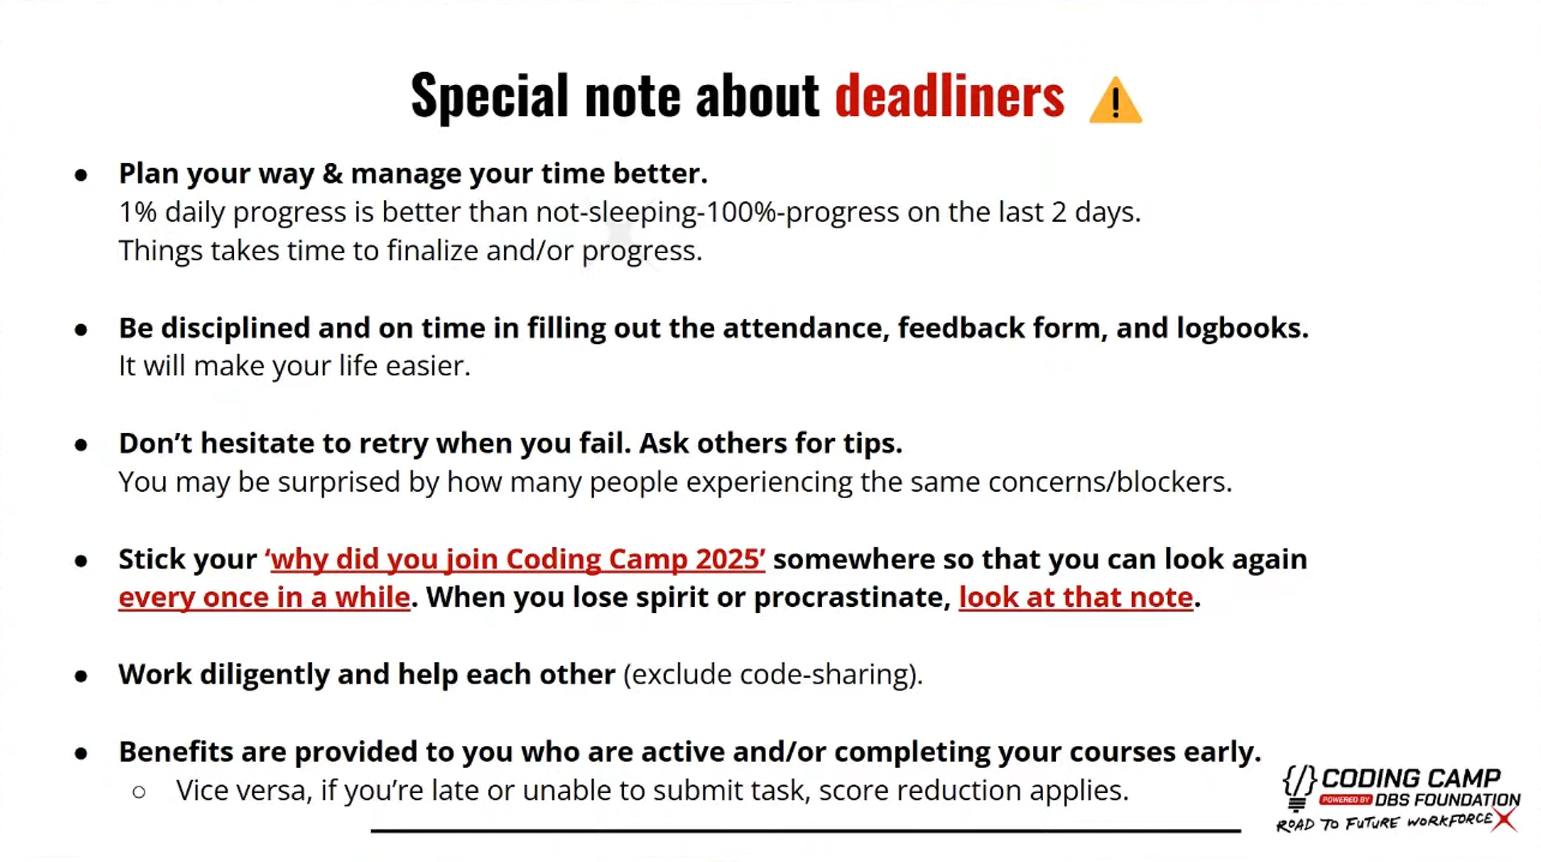 Special note about deadliners
● Plan your way & manage your time better.
1% daily progress is better than not-sleeping-100%-progress on the last 2 days.
Things takes time to finalize and/or progress.
● Be disciplined and on time in filling out the attendance, feedback form, and logbooks.
It will make your life easier.
● Don’t hesitate to retry when you fail. Ask others for tips.
You may be surprised by how many people experiencing the same concerns/blockers.
● Stick your ‘why did you join Coding Camp 2025’ somewhere so that you can look again
every once in a while. When you lose spirit or procrastinate, look at that note.
● Work diligently and help each other (exclude code-sharing).
● Benefits are provided to you who are active and/or completing your courses early.
○ Vice versa, if you’re late or unable to submit task, score reduction applies.
{/} CODING CAMP
POWERED BY DBS FOUNDATION
ROAD TO FUTURE WORKFORCE X